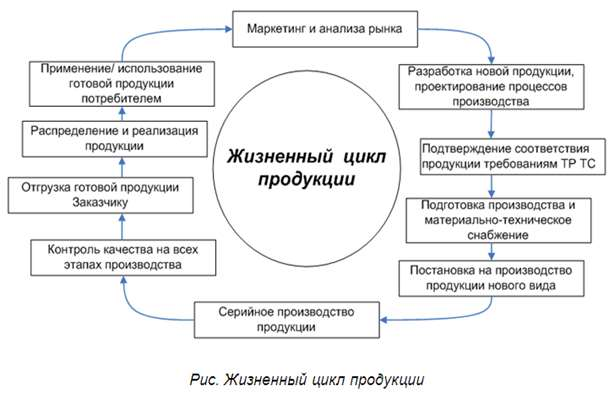 Маркетинг и анализа рынка
Разработка новой продукции,
проектирование процессов
производства
Подтверждение соответствия
продукции требованиям ТР ТС
Подготовка производства и
материально-техническое
снабжение
Постановка на производство
продукции нового вида
Серийное производство
продукции
Контроль качества на всех
этапах производства
Отгрузка готовой продукции
Заказчику
Распределение и реализация
продукции
Применение/ использование
готовой продукции
потребителем
Жизненный цикл
продукции
Рис. Жизненный цикл продукции